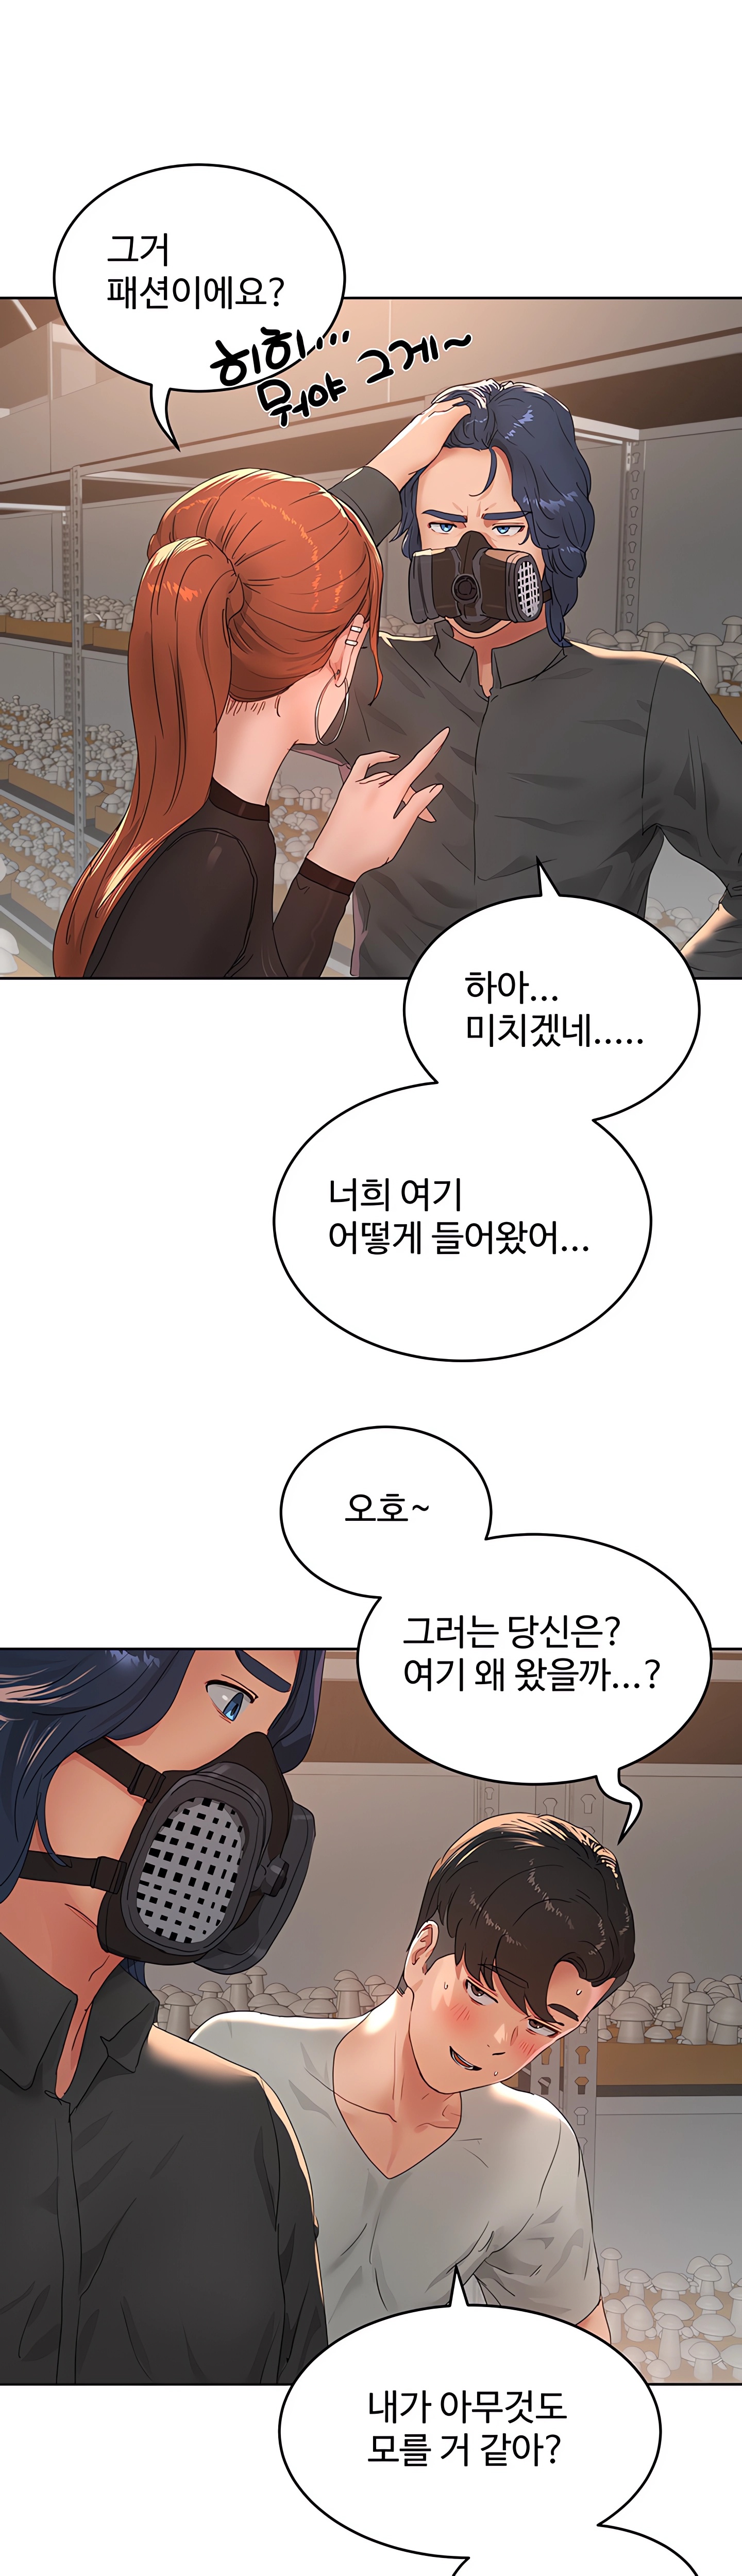 그거
패션이에요?
히히...
뭐야 그게~
하아...
미치겠네.....
너희 여기
어떻게 들어왔어...
오호~
그러는 당신은?
여기 왜 왔을까...?
내가 아무것도
모를 거 같아?